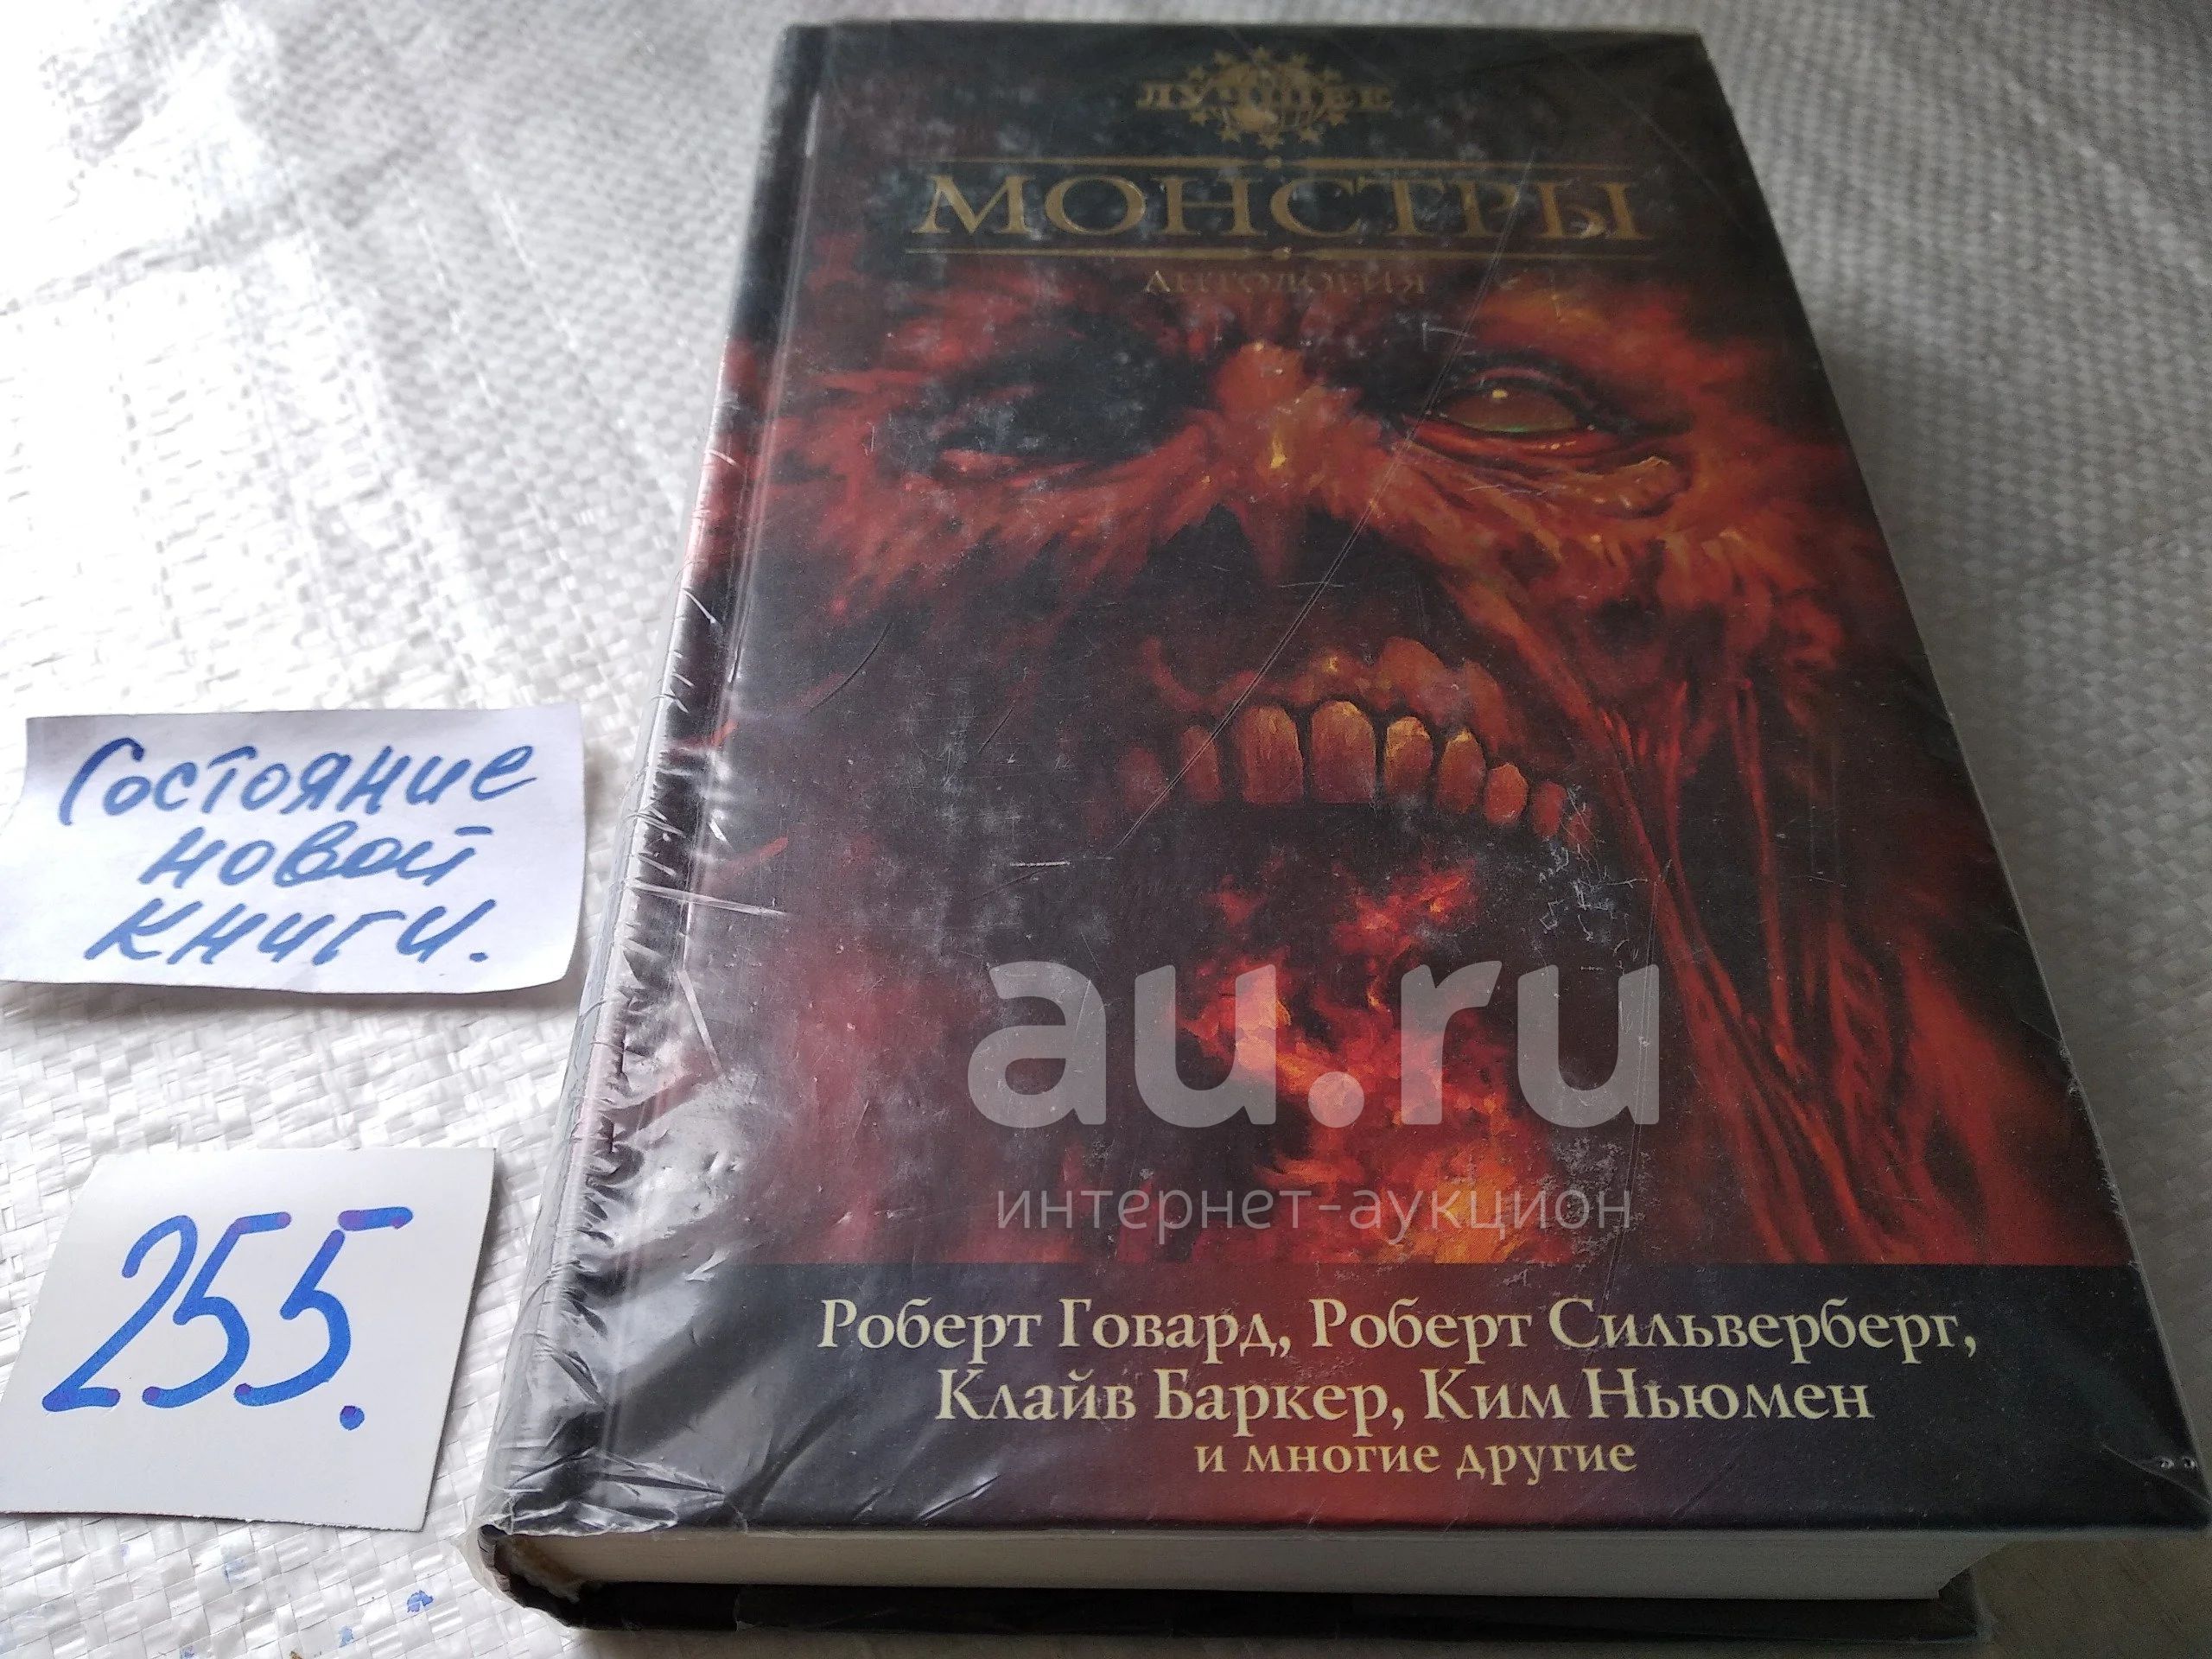 ЛУЧШЕЕ
МОНСТРЫ
АНТОЛОГИЯ
Состояние
новой
книги.
au.ru
интернет-аукцион
255.
Роберт Говард, Роберт Сильверберг,
Клайв Баркер, Ким Ньюмен
и многие другие